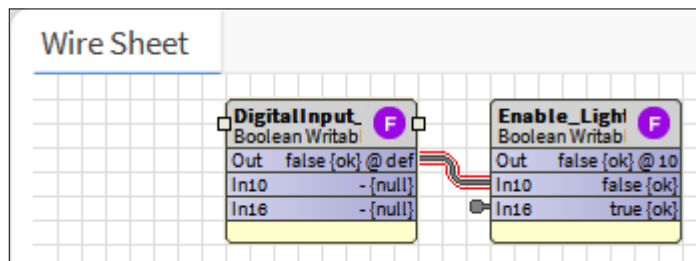 Wire Sheet
DigitalInput_
F
Boolean Writabl
Out false {ok} @ def
In10 - {null}
In16 - {null}
Enable_Light
F
Boolean Writabl
Out false {ok} @ 10
In10 false {ok}
In16 true {ok}